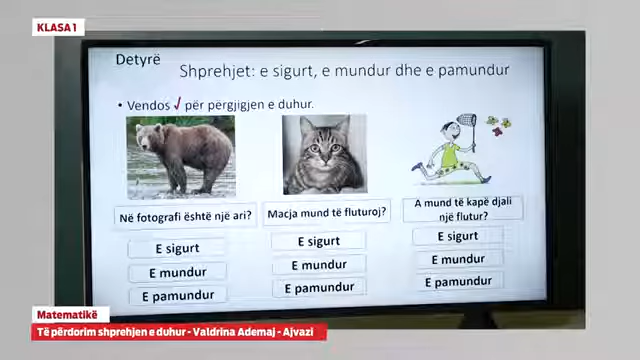 KLASA 1
Detyrë
Shprehjet: e sigurt, e mundur dhe e pamundur
• Vendos √ për përgjigjen e duhur.
Në fotografi është një ari?
E sigurt
E mundur
E pamundur
Macja mund të fluturoj?
E sigurt
E mundur
E pamundur
A mund të kapë djali
një flutur?
E sigurt
E mundur
E pamundur
Matematikë
Të përdorim shprehjen e duhur - Valdrina Ademaj - Ajvazi